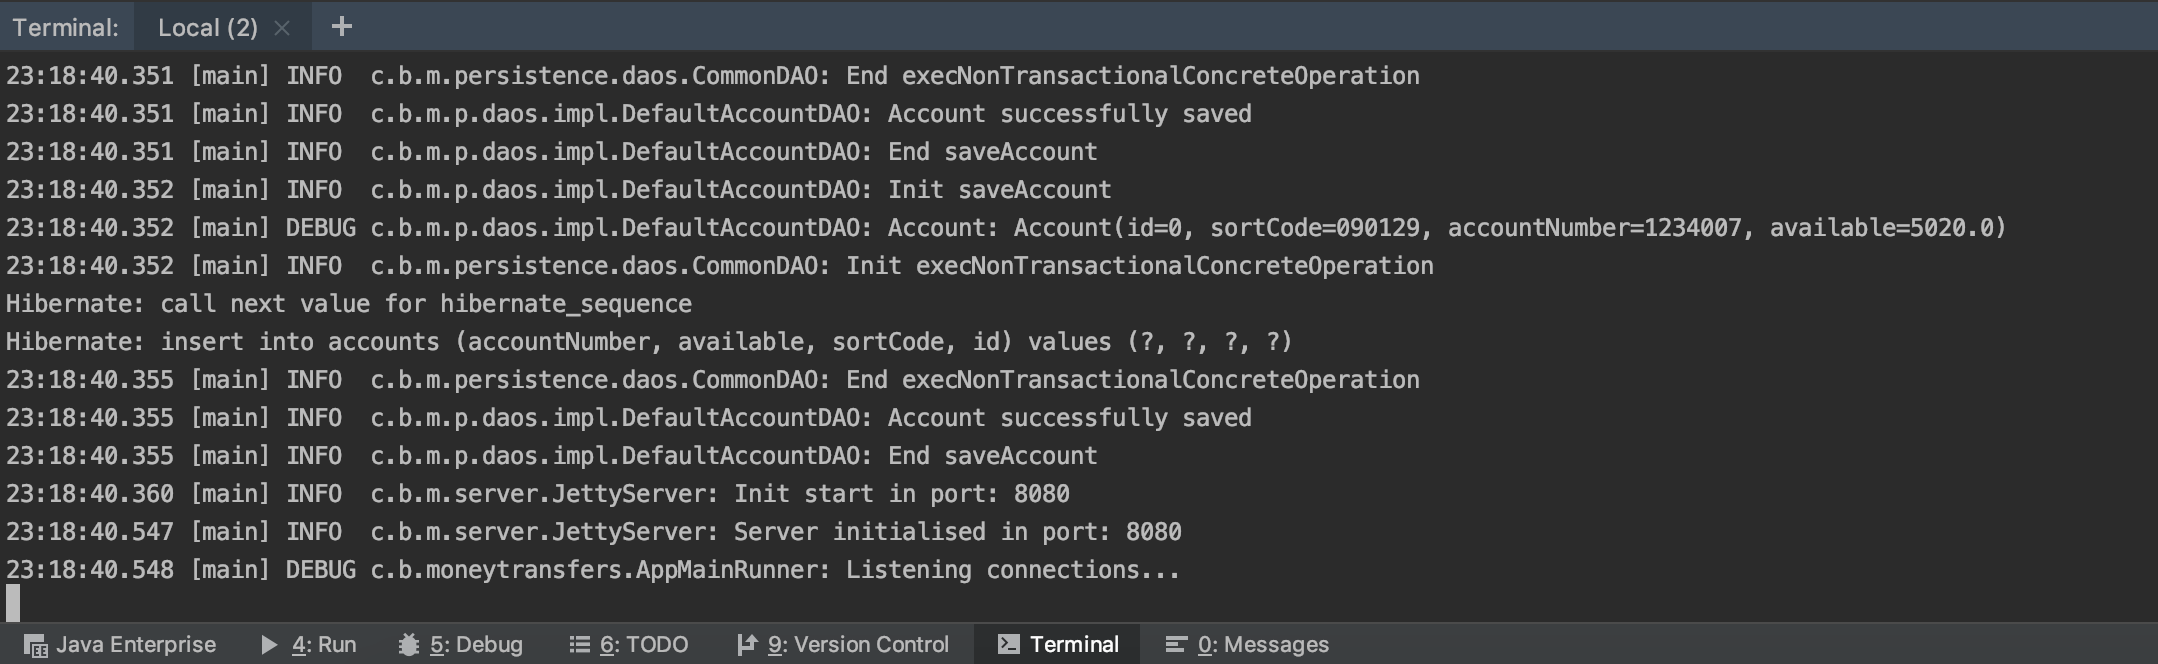 Terminal: Local (2) × +
23:18:40.351 [main] INFO  c.b.m.persistence.daos.CommonDAO: End execNonTransactionalConcreteOperation
23:18:40.351 [main] INFO  c.b.m.p.daos.impl.DefaultAccountDAO: Account successfully saved
23:18:40.351 [main] INFO  c.b.m.p.daos.impl.DefaultAccountDAO: End saveAccount
23:18:40.352 [main] INFO  c.b.m.p.daos.impl.DefaultAccountDAO: Init saveAccount
23:18:40.352 [main] DEBUG c.b.m.p.daos.impl.DefaultAccountDAO: Account: Account(id=0, sortCode=090129, accountNumber=1234007, available=5020.0)
23:18:40.352 [main] INFO  c.b.m.persistence.daos.CommonDAO: Init execNonTransactionalConcreteOperation
Hibernate: call next value for hibernate_sequence
Hibernate: insert into accounts (accountNumber, available, sortCode, id) values (?, ?, ?, ?)
23:18:40.355 [main] INFO  c.b.m.persistence.daos.CommonDAO: End execNonTransactionalConcreteOperation
23:18:40.355 [main] INFO  c.b.m.p.daos.impl.DefaultAccountDAO: Account successfully saved
23:18:40.355 [main] INFO  c.b.m.p.daos.impl.DefaultAccountDAO: End saveAccount
23:18:40.360 [main] INFO  c.b.m.server.JettyServer: Init start in port: 8080
23:18:40.547 [main] INFO  c.b.m.server.JettyServer: Server initialised in port: 8080
23:18:40.548 [main] DEBUG c.b.moneytransfers.AppMainRunner: Listening connections...
Java Enterprise 4: Run 5: Debug 6: TODO 9: Version Control Terminal 0: Messages